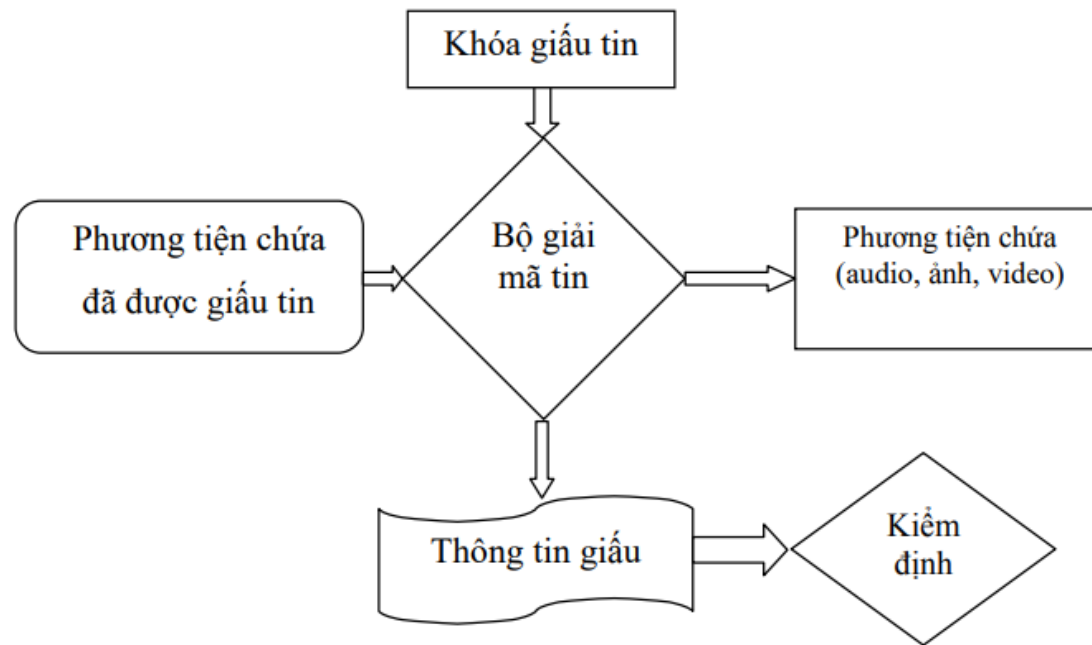 Khóa giấu tin
Phương tiện chứa
đã được giấu tin
Bộ giải
mã tin
Phương tiện chứa
(audio, ảnh, video)
Thông tin giấu
Kiểm
định